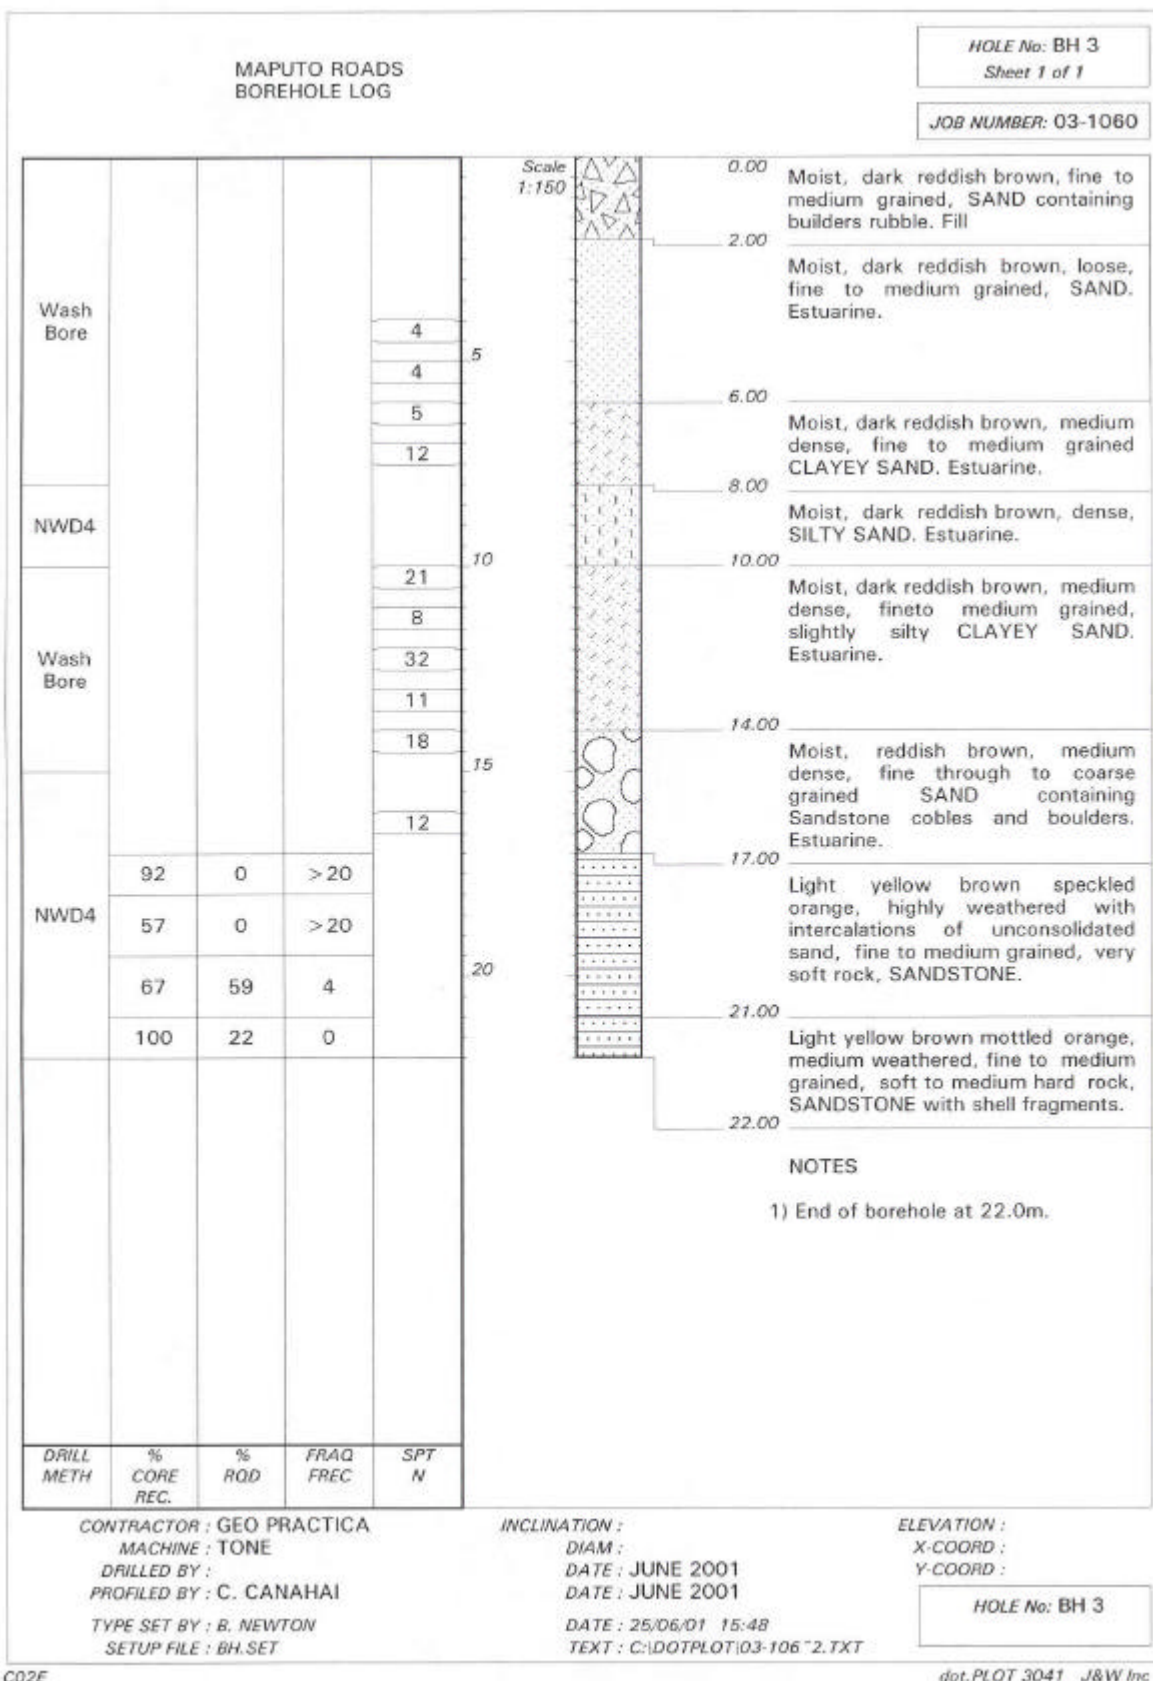 MAPUTO ROADS
BOREHOLE LOG
HOLE No: BH 3
Sheet 1 of 1
JOB NUMBER: 03-1060
Scale
1:150
0.00
Moist, dark reddish brown, fine to
medium grained, SAND containing
builders rubble. Fill
2.00
Moist, dark reddish brown, loose,
fine to medium grained, SAND.
Estuarine.
Wash
Bore
4
5
4
6.00
5
Moist, dark reddish brown, medium
dense, fine to medium grained
CLAYEY SAND. Estuarine.
12
8.00
Moist, dark reddish brown, dense,
SILTY SAND. Estuarine.
NWD4
10
10.00
21
Moist, dark reddish brown, medium
dense, fineto medium grained,
slightly silty CLAYEY SAND.
Estuarine.
8
Wash
Bore
32
11
14.00
18
15
Moist, reddish brown, medium
dense, fine through to coarse
grained SAND containing
Sandstone cobles and boulders.
Estuarine.
12
17.00
92 0 >20
Light yellow brown speckled
orange, highly weathered with
intercalations of unconsolidated
sand, fine to medium grained, very
soft rock, SANDSTONE.
NWD4
57 0 >20
20
67 59 4
21.00
100 22 0
Light yellow brown mottled orange,
medium weathered, fine to medium
grained, soft to medium hard rock,
SANDSTONE with shell fragments.
22.00
NOTES
1) End of borehole at 22.0m.
DRILL METH
% CORE REC.
% RQD
FRAQ FREC
SPT N
CONTRACTOR : GEO PRACTICA
MACHINE : TONE
DRILLED BY :
PROFILED BY : C. CANAHAI
TYPE SET BY : B. NEWTON
SETUP FILE : BH.SET
INCLINATION :
DIAM :
DATE : JUNE 2001
DATE : JUNE 2001
DATE : 25/06/01 15:48
TEXT : C:\DOTPLOT\03-106~2.TXT
ELEVATION :
X-COORD :
Y-COORD :
HOLE No: BH 3
C02E
dot.PLOT 3041 J&W Inc